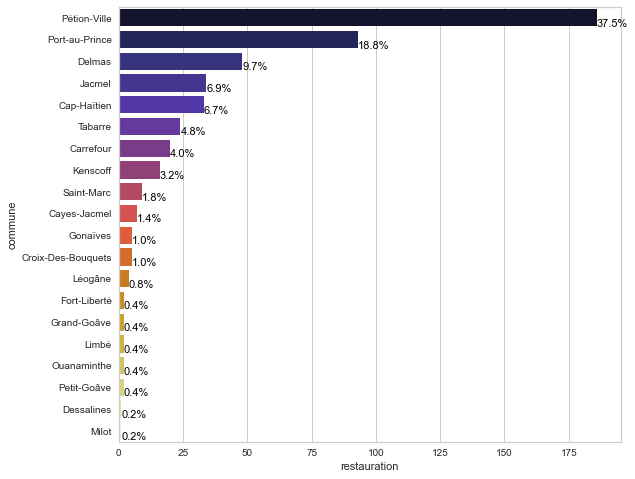 Pétion-Ville 37.5%
Port-au-Prince 18.8%
Delmas 9.7%
Jacmel 6.9%
Cap-Haïtien 6.7%
Tabarre 4.8%
Carrefour 4.0%
Kenscoff 3.2%
Saint-Marc 1.8%
Cayes-Jacmel 1.4%
Gonaïves 1.0%
Croix-Des-Bouquets 1.0%
Léogâne 0.8%
Fort-Liberté 0.4%
Grand-Goâve 0.4%
Limbé 0.4%
Ouanaminthe 0.4%
Petit-Goâve 0.4%
Dessalines 0.2%
Milot 0.2%
commune
0 25 50 75 100 125 150 175
restauration